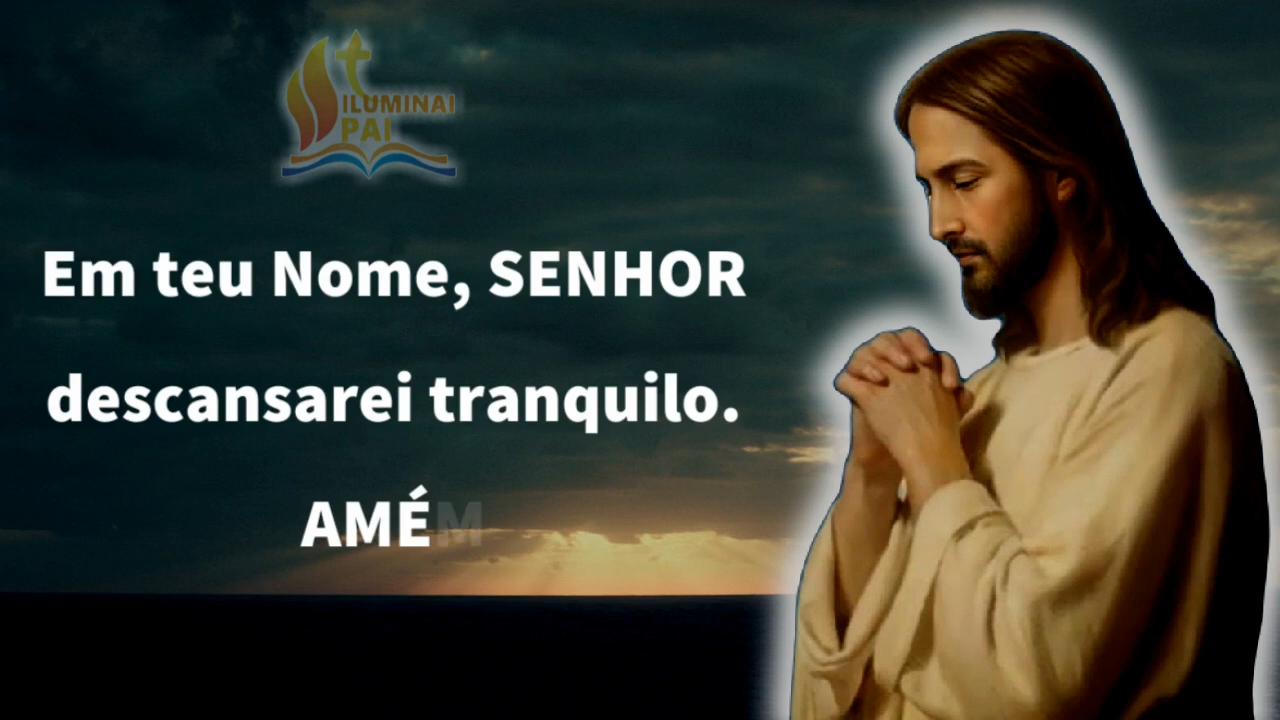 ILUMINAI
PAI
Em teu Nome, SENHOR
descansarei tranquilo.
AMÉM